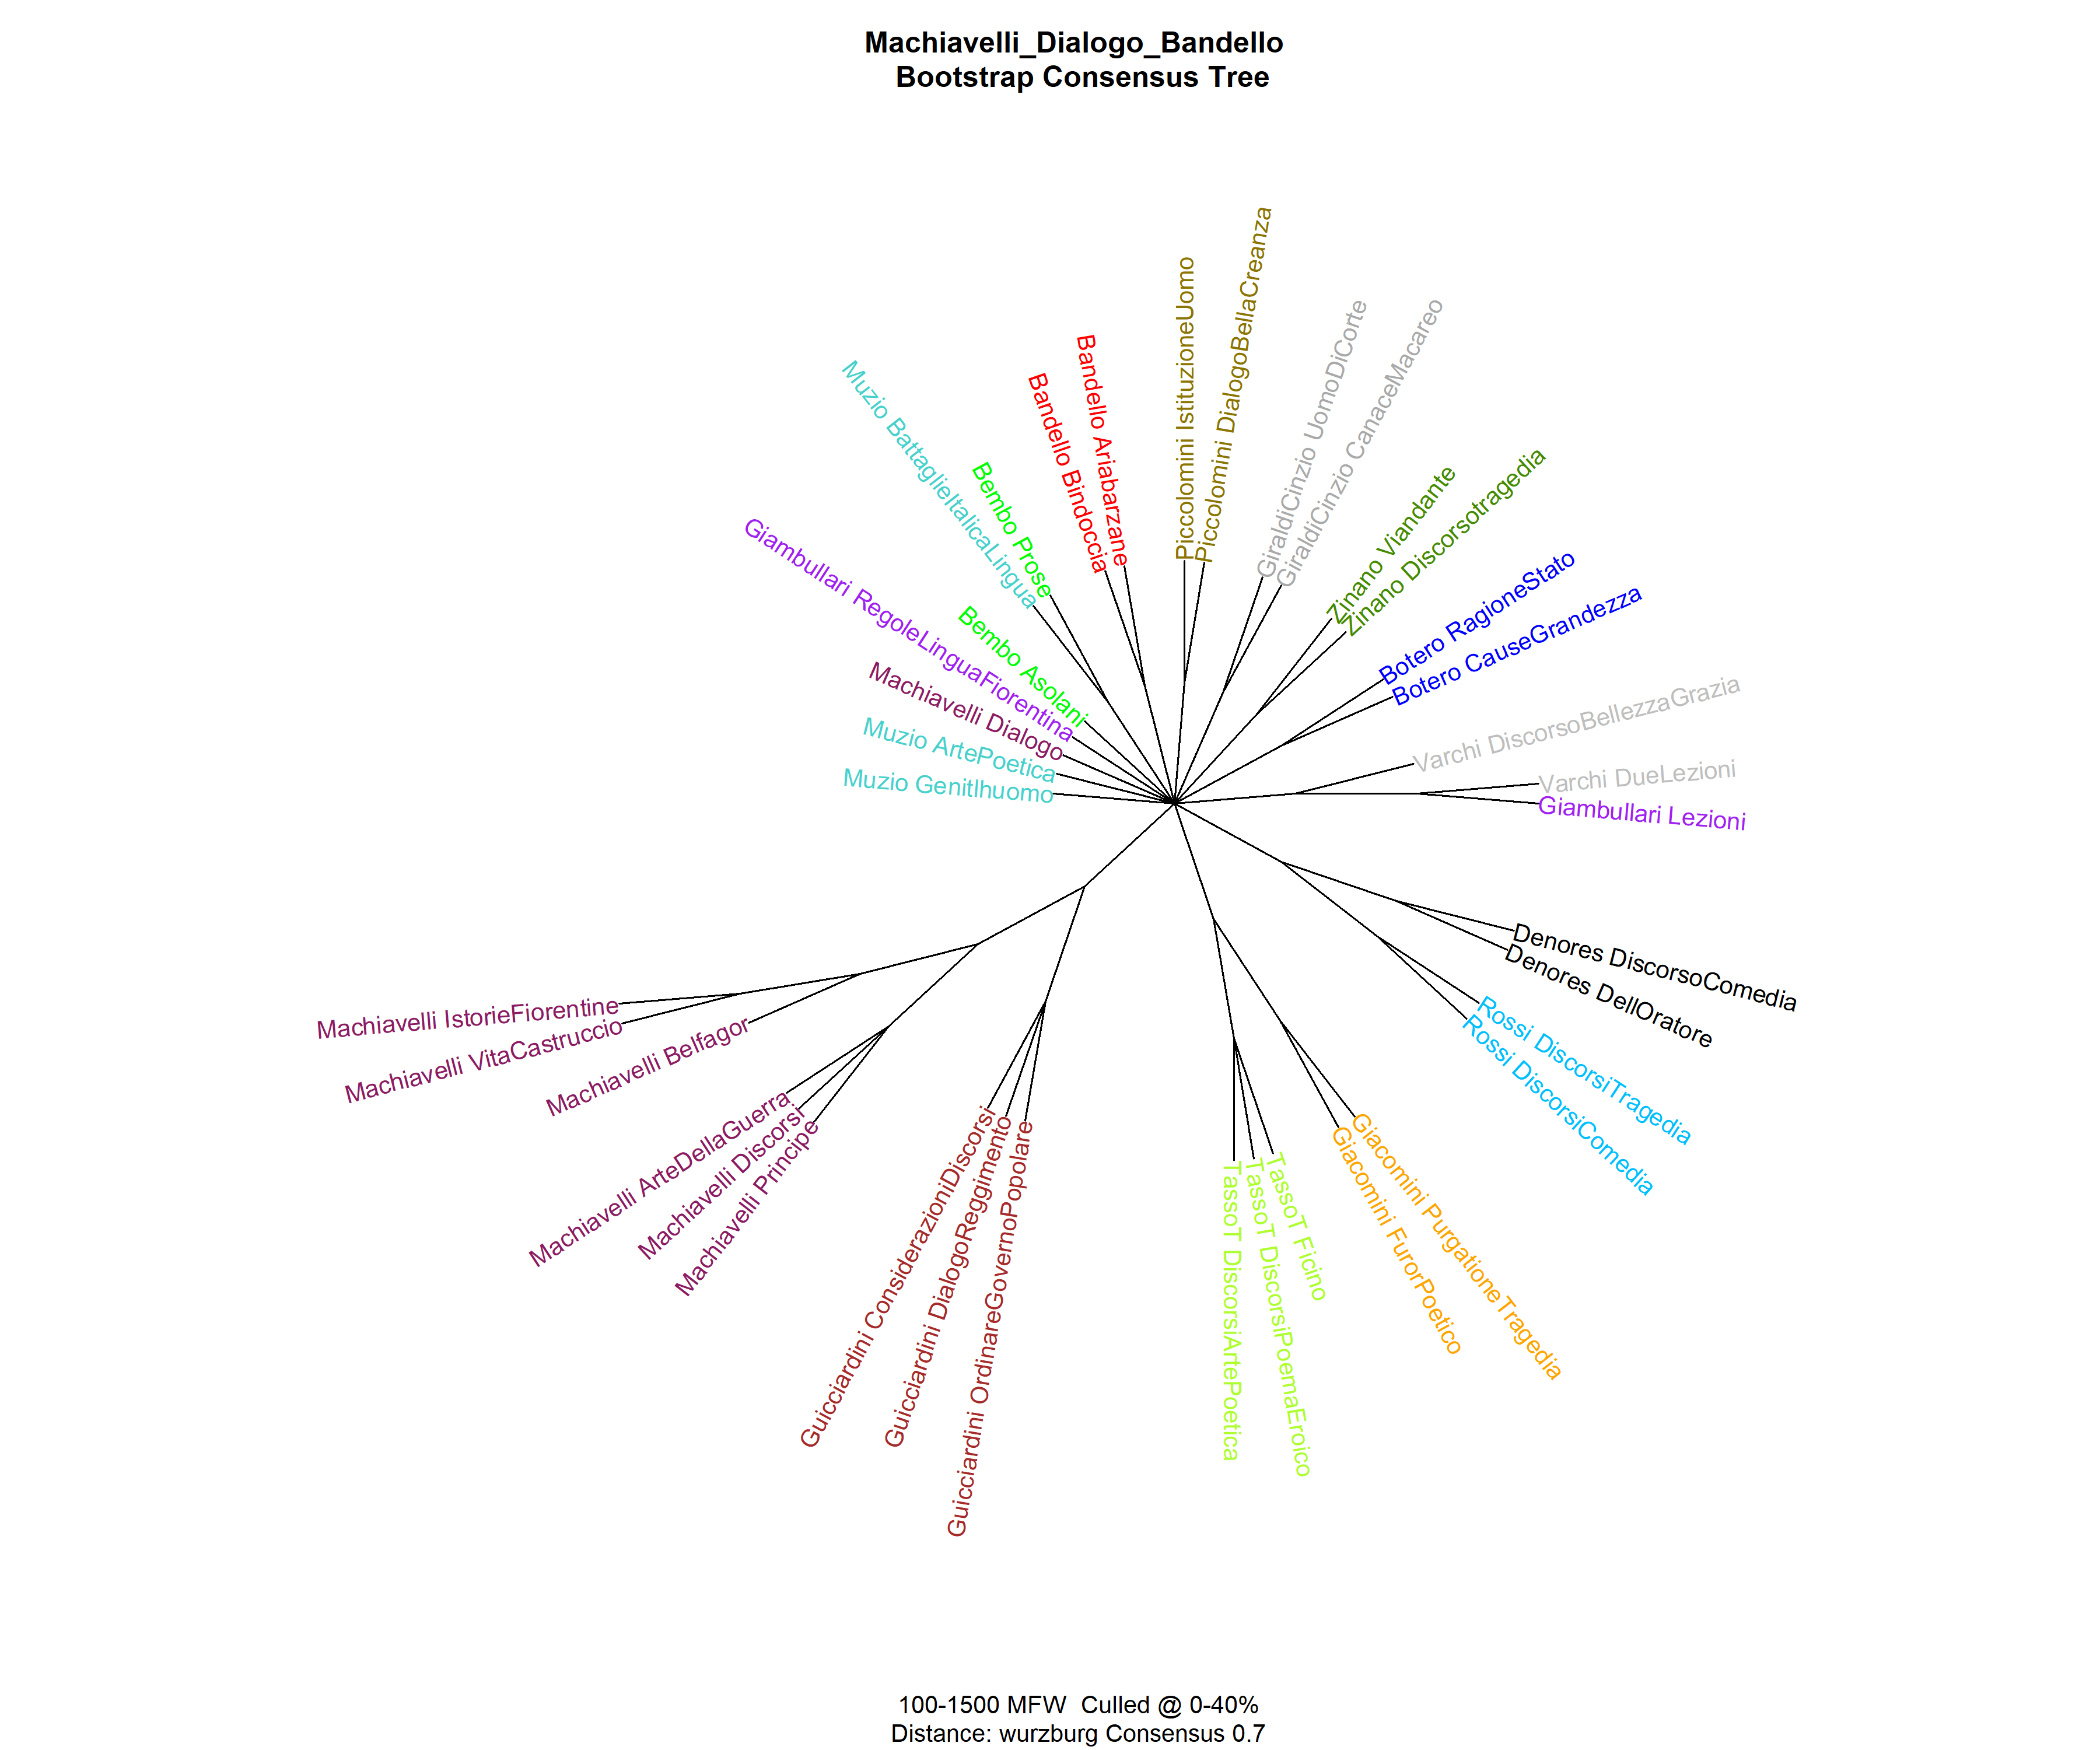 Machiavelli_Dialogo_Bandello
Bootstrap Consensus Tree
Piccolomini IstituzioneUomo
Piccolomini DialogoBellaCreanza
GiraldiCinzio UomoDiCorte
GiraldiCinzio CanaceMacareo
Zinano Viandante
Zinano Discorsotragedia
Botero RagioneStato
Botero CauseGrandezza
Varchi DiscorsoBellezzaGrazia
Varchi DueLezioni
Giambullari Lezioni
Denores DiscorsoComedia
Denores DellOratore
Rossi DiscorsiTragedia
Rossi DiscorsiComedia
Giacomini PurgationeTragedia
Giacomini FurorPoetico
TassoT Ficino
TassoT DiscorsiPoemaEroico
TassoT DiscorsiArtePoetica
Guicciardini OrdinareGovernoPopolare
Guicciardini DialogoReggimento
Guicciardini ConsiderazioniDiscorsi
Machiavelli Principe
Machiavelli Discorsi
Machiavelli ArteDellaGuerra
Machiavelli Belfagor
Machiavelli VitaCastruccio
Machiavelli IstorieFiorentine
Muzio Genitlhuomo
Muzio ArtePoetica
Machiavelli Dialogo
Giambullari RegoleLinguaFiorentina
Bembo Asolani
Muzio BattaglieItalicaLingua
Bembo Prose
Bandello Bindoccia
Bandello Ariabarzane
100-1500 MFW  Culled @ 0-40%
Distance: wurzburg Consensus 0.7